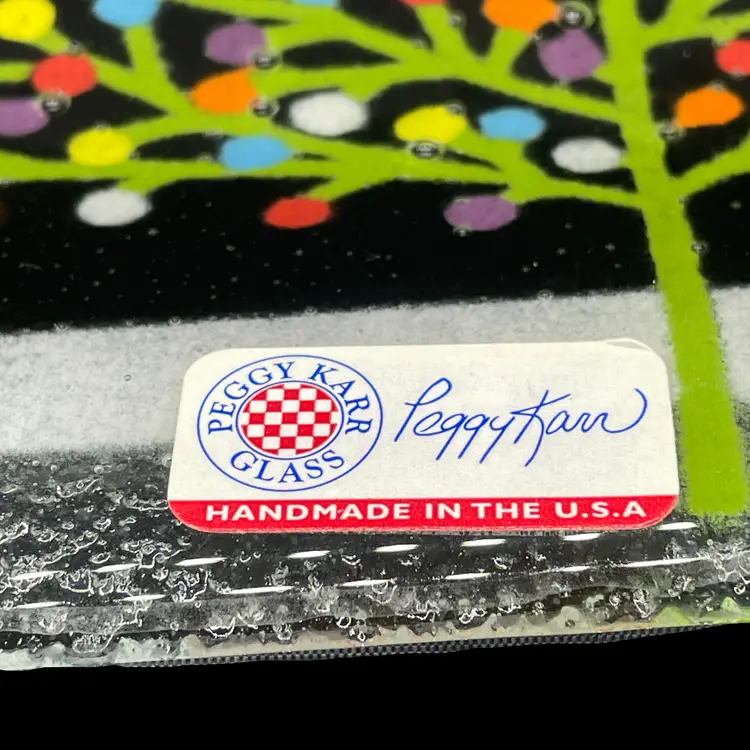 PEGGY KARR
GLASS
Peggy Karr
HANDMADE IN THE U.S.A